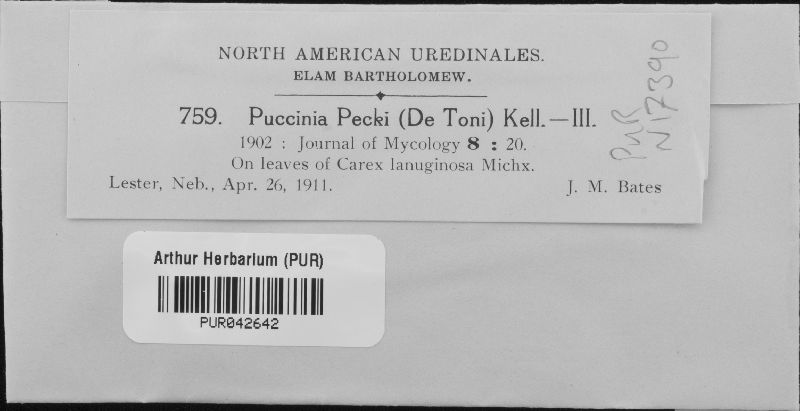 NORTH AMERICAN UREDINALES.
ELAM BARTHOLOMEW.
759. Puccinia Pecki (De Toni) Kell.—III.
1902 : Journal of Mycology 8 : 20.
On leaves of Carex lanuginosa Michx.
Lester, Neb., Apr. 26, 1911. J. M. Bates
PUR
N17390
Arthur Herbarium (PUR)
PUR042642